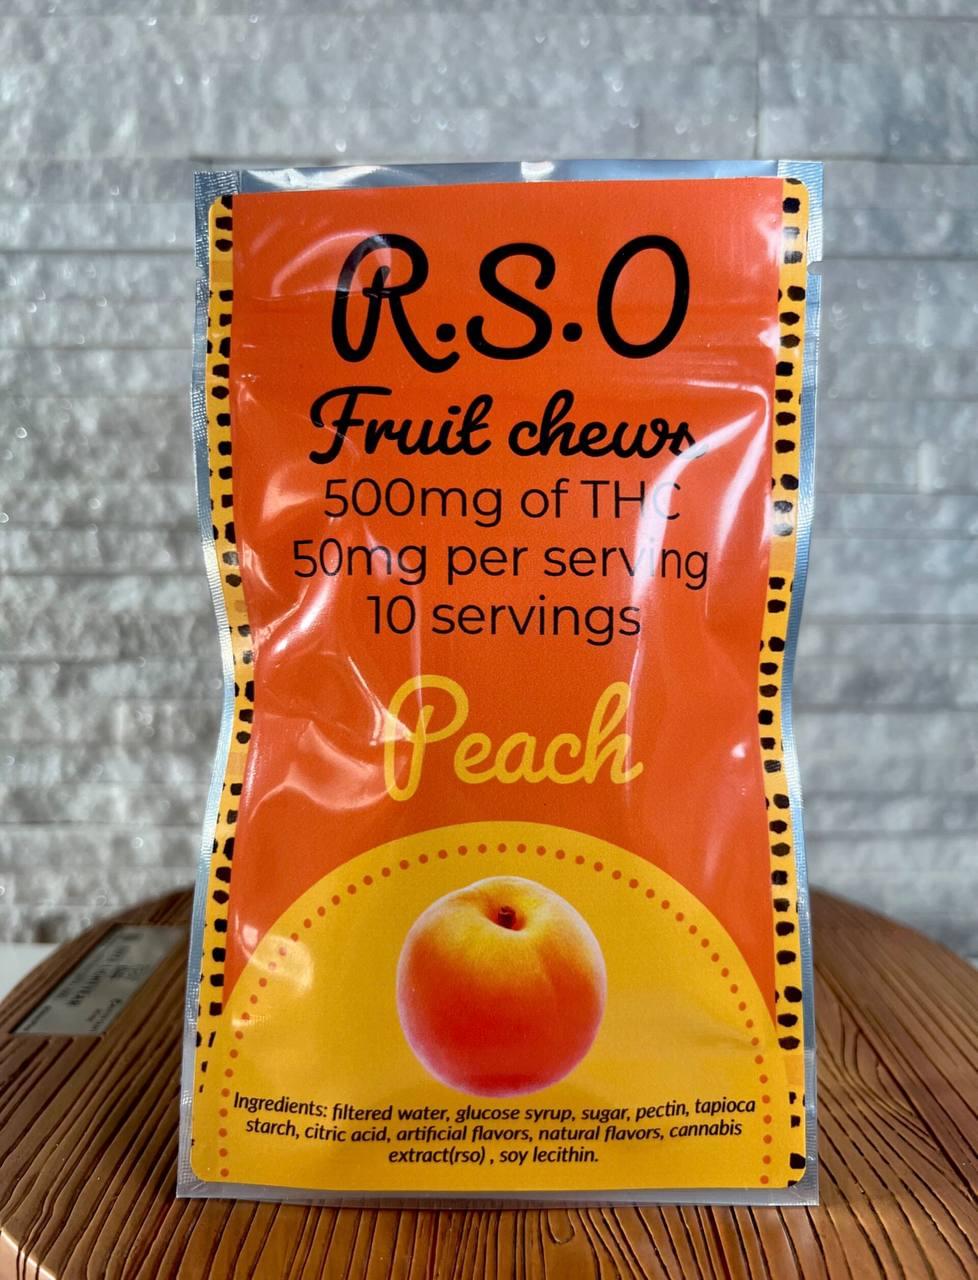 R.S.O
Fruit chews
500mg of THC
50mg per serving
10 servings
Peach
Ingredients: filtered water, glucose syrup, sugar, pectin, tapioca
starch, citric acid, artificial flavors, natural flavors, cannabis
extract(rso) , soy lecithin.